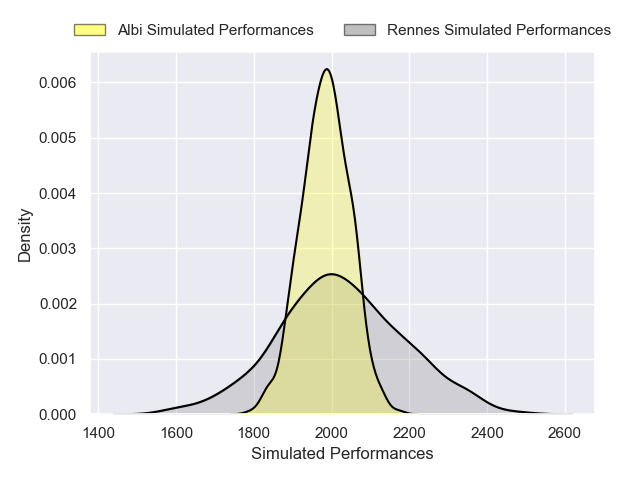 Albi Simulated Performances
Rennes Simulated Performances
0.006
0.005
0.004
0.003
0.002
0.001
0.000
Density
1400 1600 1800 2000 2200 2400 2600
Simulated Performances